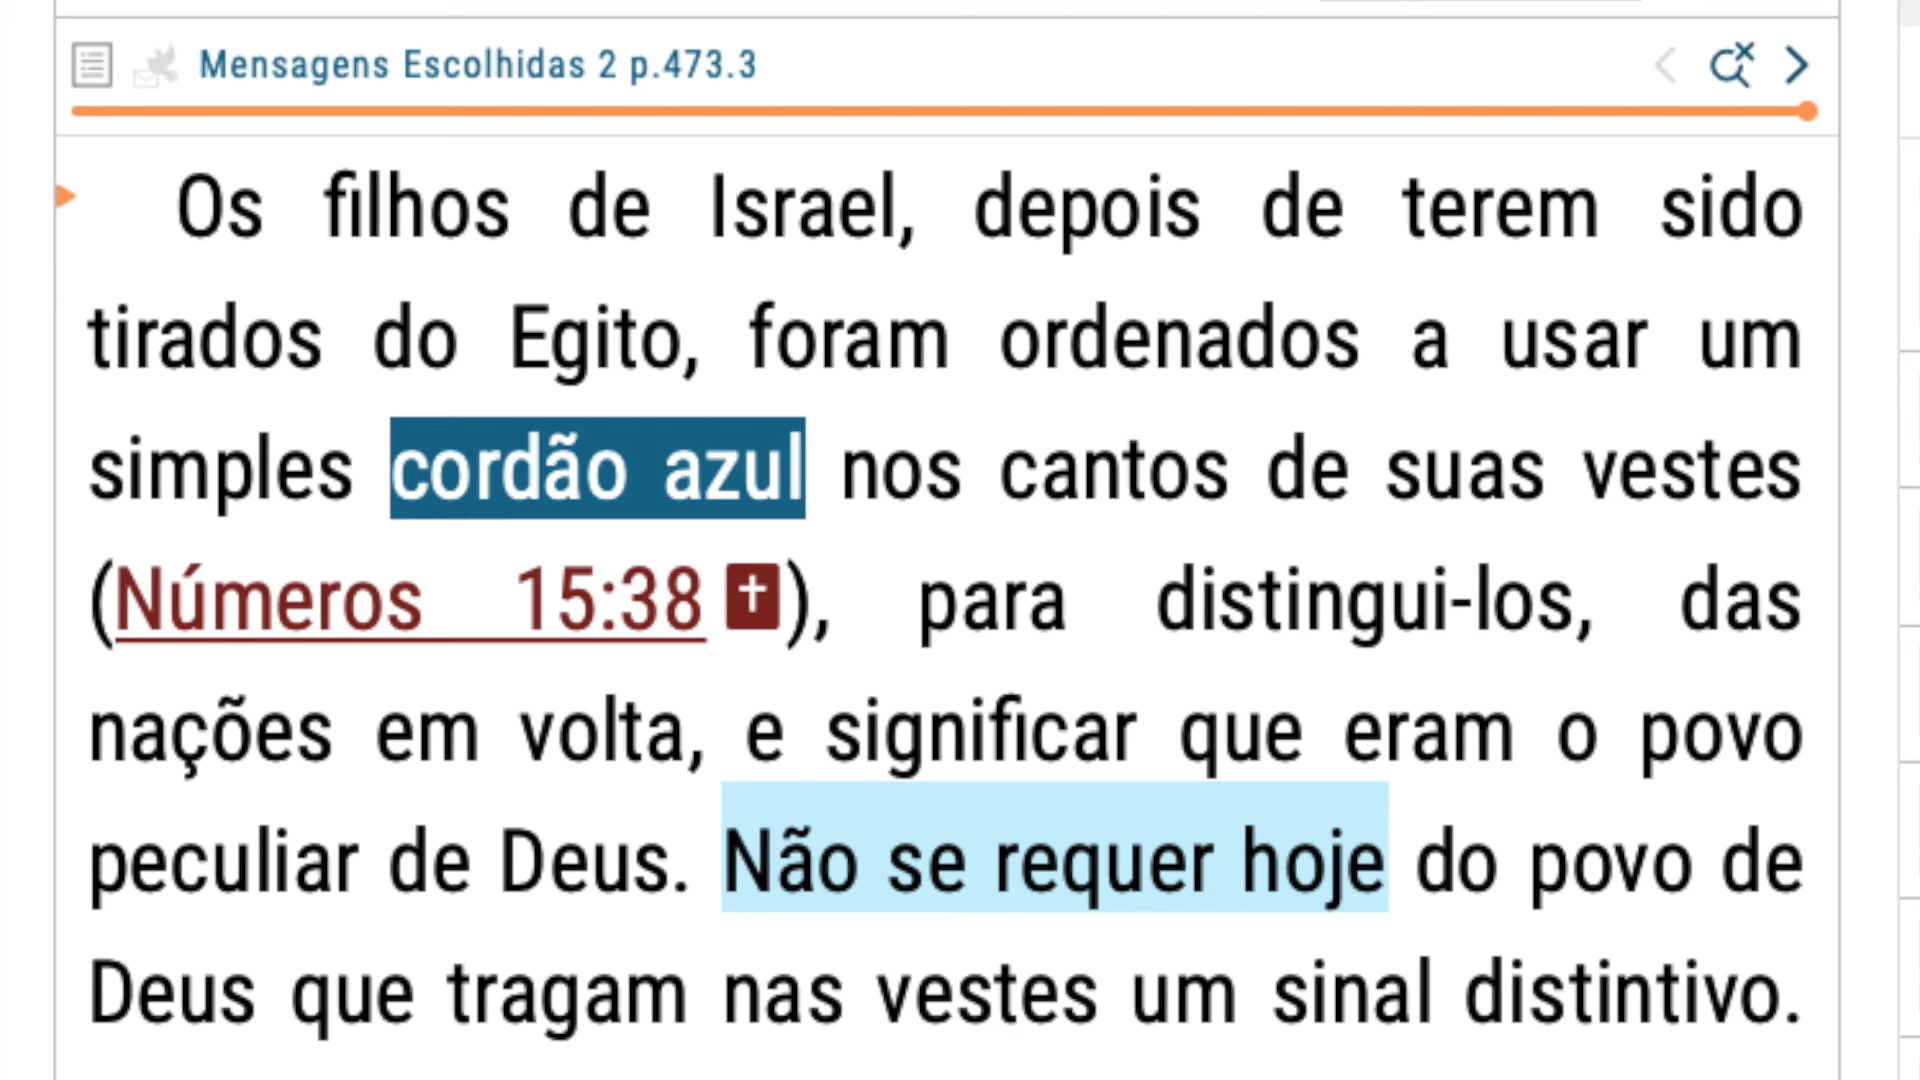 Mensagens Escolhidas 2 p.473.3
Os filhos de Israel, depois de terem sido
tirados do Egito, foram ordenados a usar um
simples cordão azul nos cantos de suas vestes
(Números 15:38 ✝), para distingui-los, das
nações em volta, e significar que eram o povo
peculiar de Deus. Não se requer hoje do povo de
Deus que tragam nas vestes um sinal distintivo.